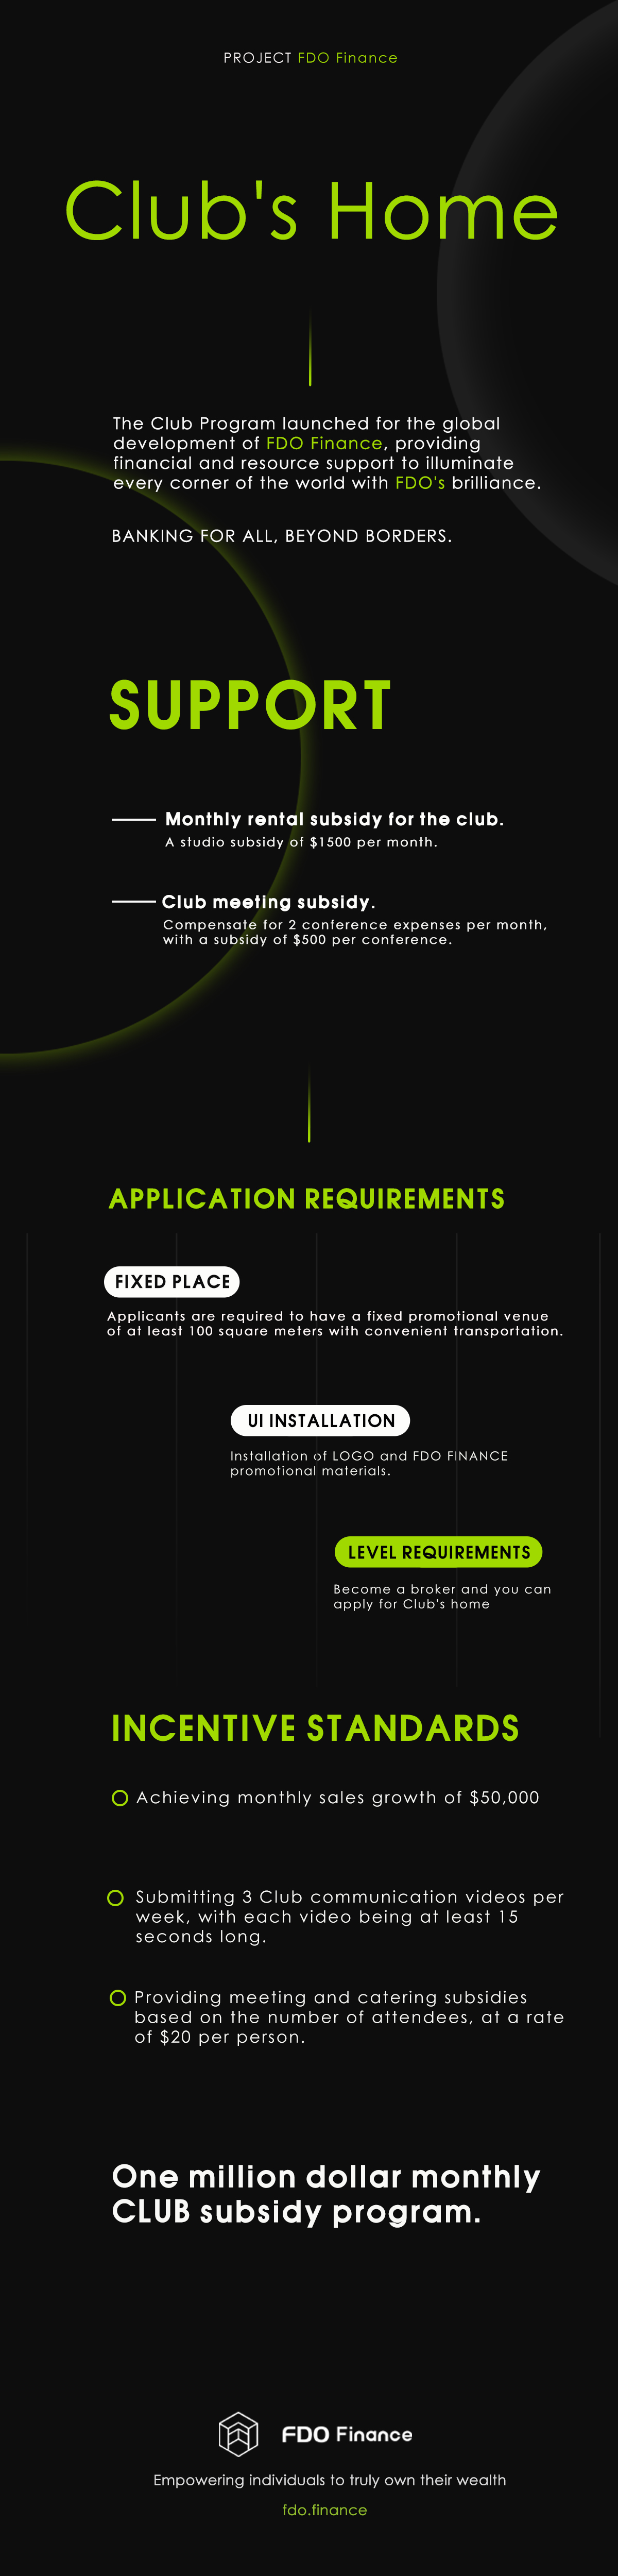 PROJECT FDO Finance
Club's Home
The Club Program launched for the global
development of FDO Finance, providing
financial and resource support to illuminate
every corner of the world with FDO's brilliance.
BANKING FOR ALL, BEYOND BORDERS.
SUPPORT
Monthly rental subsidy for the club.
A studio subsidy of $1500 per month.
Club meeting subsidy.
Compensate for 2 conference expenses per month,
with a subsidy of $500 per conference.
APPLICATION REQUIREMENTS
FIXED PLACE
Applicants are required to have a fixed promotional venue
of at least 100 square meters with convenient transportation.
UI INSTALLATION
Installation of LOGO and FDO FINANCE
promotional materials.
LEVEL REQUIREMENTS
Become a broker and you can
apply for Club's home
INCENTIVE STANDARDS
Achieving monthly sales growth of $50,000
Submitting 3 Club communication videos per
week, with each video being at least 15
seconds long.
Providing meeting and catering subsidies
based on the number of attendees, at a rate
of $20 per person.
One million dollar monthly
CLUB subsidy program.
FDO Finance
Empowering individuals to truly own their wealth
fdo.finance